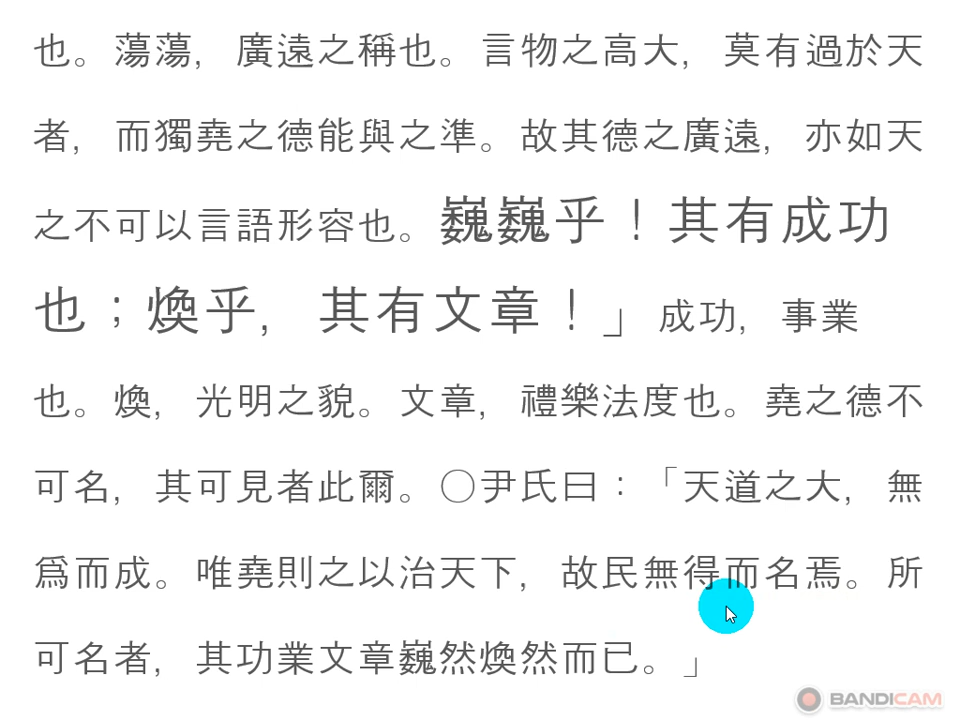 也。蕩蕩，廣遠之稱也。言物之高大，莫有過於天
者，而獨堯之德能與之準。故其德之廣遠，亦如天
之不可以言語形容也。巍巍乎！其有成功
也；煥乎，其有文章！」成功，事業
也。煥，光明之貌。文章，禮樂法度也。堯之德不
可名，其可見者此爾。〇尹氏曰：「天道之大，無
爲而成。唯堯則之以治天下，故民無得而名焉。所
可名者，其功業文章巍然煥然而已。」
BANDICAM